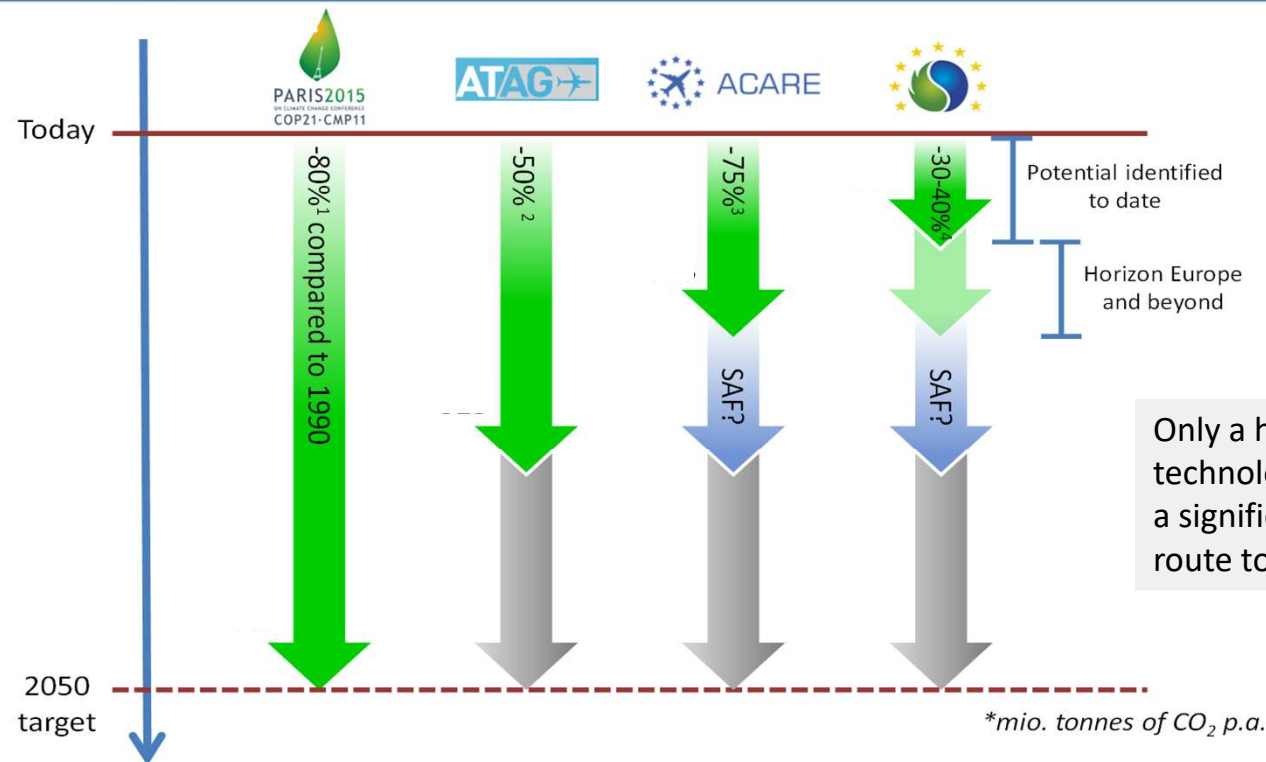 PARIS2015
UN CLIMATE CHANGE CONFERENCE
COP21·CMP11
ATAG
ACARE
Today
-80%¹ compared to 1990
-50% ²
-75%³
-30-40%⁴
Potential identified
to date
Horizon Europe
and beyond
SAF?
SAF?
Only a h
technolo
a signifi
route to
2050
target
*mio. tonnes of CO₂ p.a.